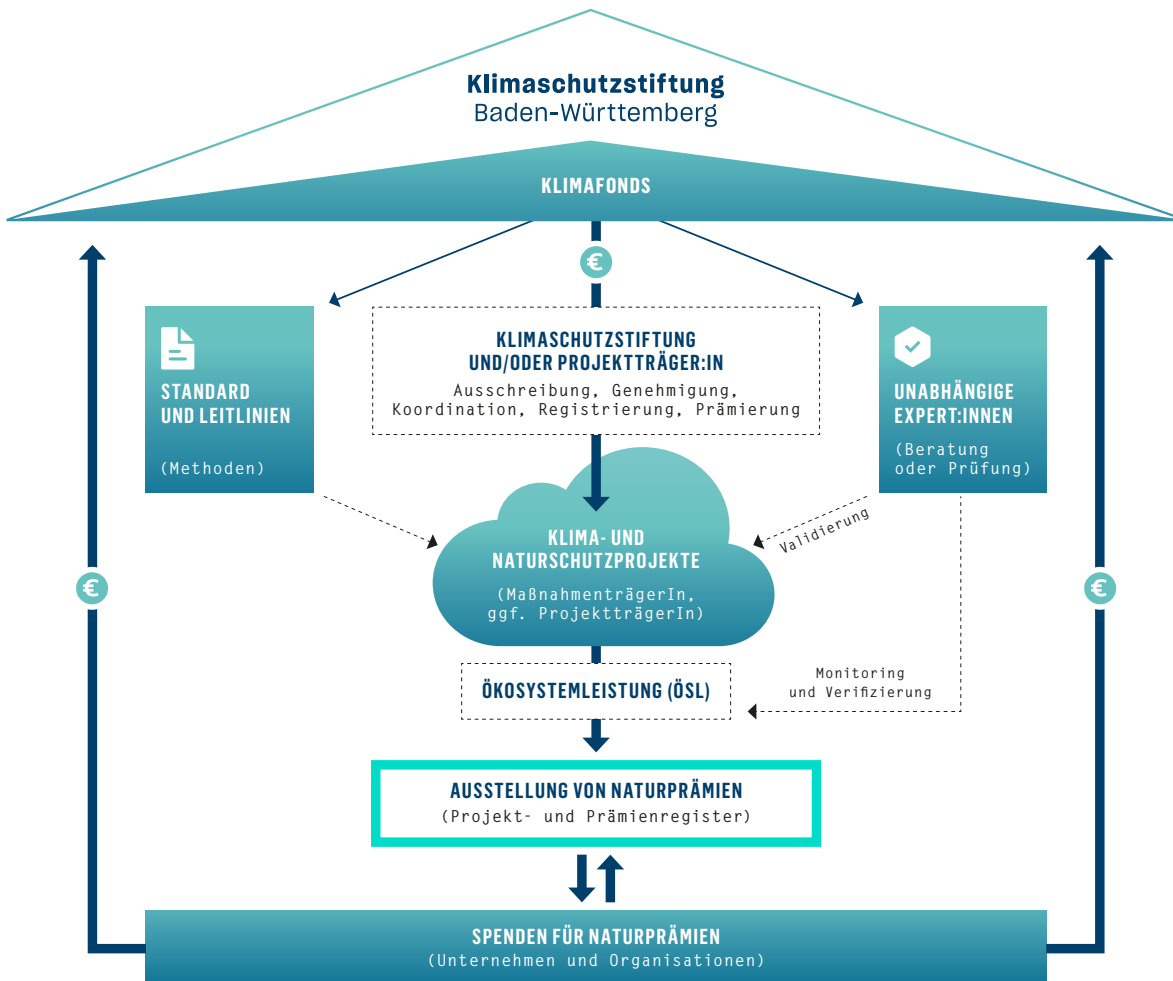 Klimaschutzstiftung
Baden-Württemberg
KLIMAFONDS
€
STANDARD
UND LEITLINIEN
(Methoden)
KLIMASCHUTZSTIFTUNG
UND/ODER PROJEKTTRÄGER:IN
Ausschreibung, Genehmigung,
Koordination, Registrierung, Prämierung
UNABHÄNGIGE
EXPERT:INNEN
(Beratung
oder Prüfung)
Validierung
KLIMA- UND
NATURSCHUTZPROJEKTE
(MaßnahmenträgerIn,
ggf. ProjektträgerIn)
€
€
Monitoring
und Verifizierung
ÖKOSYSTEMLEISTUNG (ÖSL)
AUSSTELLUNG VON NATURPRÄMIEN
(Projekt- und Prämienregister)
SPENDEN FÜR NATURPRÄMIEN
(Unternehmen und Organisationen)